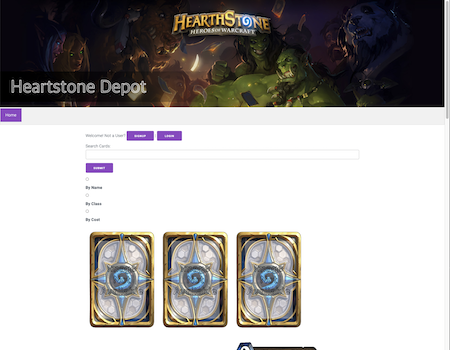 HEARTHSTONE
HEROES OF WARCRAFT
Heartstone Depot
Home
Welcome! Not a User? SIGNUP LOGIN
Search Cards:
SUBMIT
By Name
By Class
By Cost